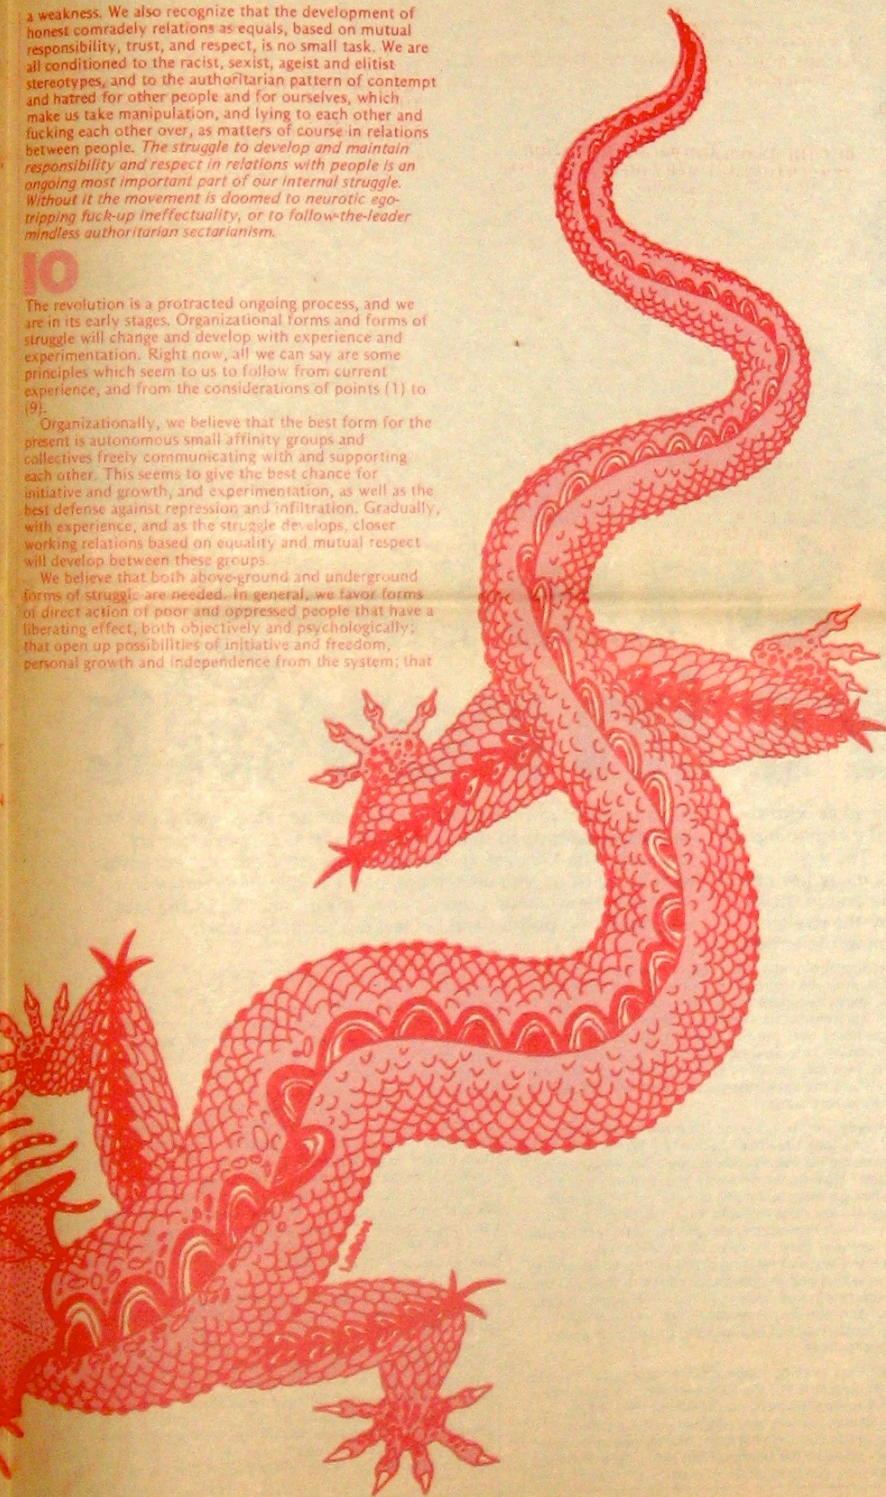 a weakness. We also recognize that the development of
honest comradely relations as equals, based on mutual
responsibility, trust, and respect, is no small task. We are
all conditioned to the racist, sexist, ageist and elitist
stereotypes, and to the authoritarian pattern of contempt
and hatred for other people and for ourselves, which
make us take manipulation, and lying to each other and
fucking each other over, as matters of course in relations
between people. The struggle to develop and maintain
responsibility and respect in relations with people is an
ongoing most important part of our internal struggle.
Without it the movement is doomed to neurotic ego-
tripping fuck-up ineffectuality, or to follow-the-leader
mindless authoritarian sectarianism.
10
The revolution is a protracted ongoing process, and we
are in its early stages. Organizational forms and forms of
struggle will change and develop with experience and
experimentation. Right now, all we can say are some
principles which seem to us to follow from current
experience, and from the considerations of points (1) to
(9).
Organizationally, we believe that the best form for the
present is autonomous small affinity groups and
collectives freely communicating with and supporting
each other. This seems to give the best chance for
initiative and growth, and experimentation, as well as the
best defense against repression and infiltration. Gradually,
with experience, and as the struggle develops, closer
working relations based on equality and mutual respect
will develop between these groups.
We believe that both above-ground and underground
forms of struggle are needed. In general, we favor forms
of direct action of poor and oppressed people that have a
liberating effect, both objectively and psychologically;
that open up possibilities of initiative and freedom,
personal growth and independence from the system; that